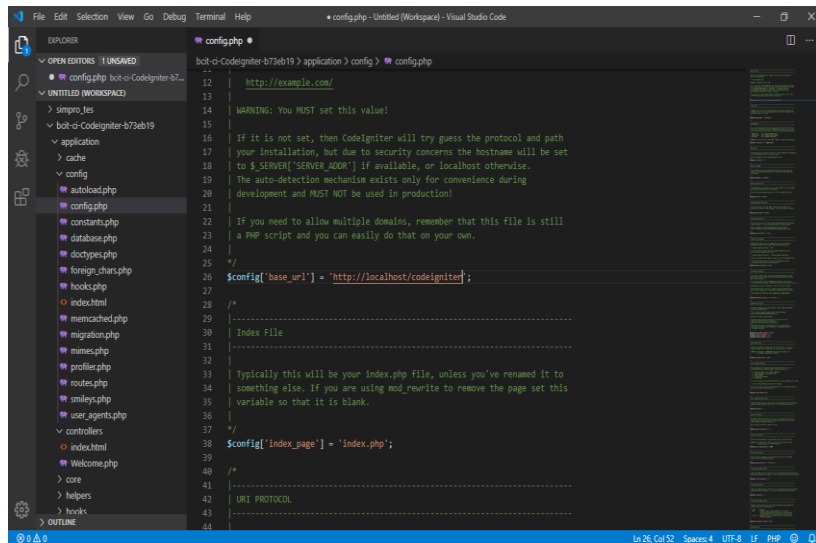 File Edit Selection View Go Debug Terminal Help
● config.php - Untitled (Workspace) - Visual Studio Code
EXPLORER
OPEN EDITORS 1 UNSAVED
config.php bcit-ci-CodeIgniter-b7...
UNTITLED (WORKSPACE)
simpro_tes
bcit-ci-CodeIgniter-b73eb19
application
cache
config
autoload.php
config.php
constants.php
database.php
doctypes.php
foreign_chars.php
hooks.php
index.html
memcached.php
migration.php
mimes.php
profiler.php
routes.php
smileys.php
user_agents.php
controllers
index.html
Welcome.php
core
helpers
hooks
OUTLINE
config.php ●
bcit-ci-CodeIgniter-b73eb19 > application > config > config.php
11 |
12 | http://example.com/
13 |
14 | WARNING: You MUST set this value!
15 |
16 | If it is not set, then CodeIgniter will try guess the protocol and path
17 | your installation, but due to security concerns the hostname will be set
18 | to $_SERVER['SERVER_ADDR'] if available, or localhost otherwise.
19 | The auto-detection mechanism exists only for convenience during
20 | development and MUST NOT be used in production!
21 |
22 | If you need to allow multiple domains, remember that this file is still
23 | a PHP script and you can easily do that on your own.
24 |
25 */
26 $config['base_url'] = 'http://localhost/codeigniter';
27
28 /*
29 |--------------------------------------------------------------------------
30 | Index File
31 |--------------------------------------------------------------------------
32 |
33 | Typically this will be your index.php file, unless you've renamed it to
34 | something else. If you are using mod_rewrite to remove the page set this
35 | variable so that it is blank.
36 |
37 */
38 $config['index_page'] = 'index.php';
39
40 /*
41 |--------------------------------------------------------------------------
42 | URI PROTOCOL
43 |--------------------------------------------------------------------------
44 |
0 0
Ln 26, Col 52 Spaces: 4 UTF-8 LF PHP